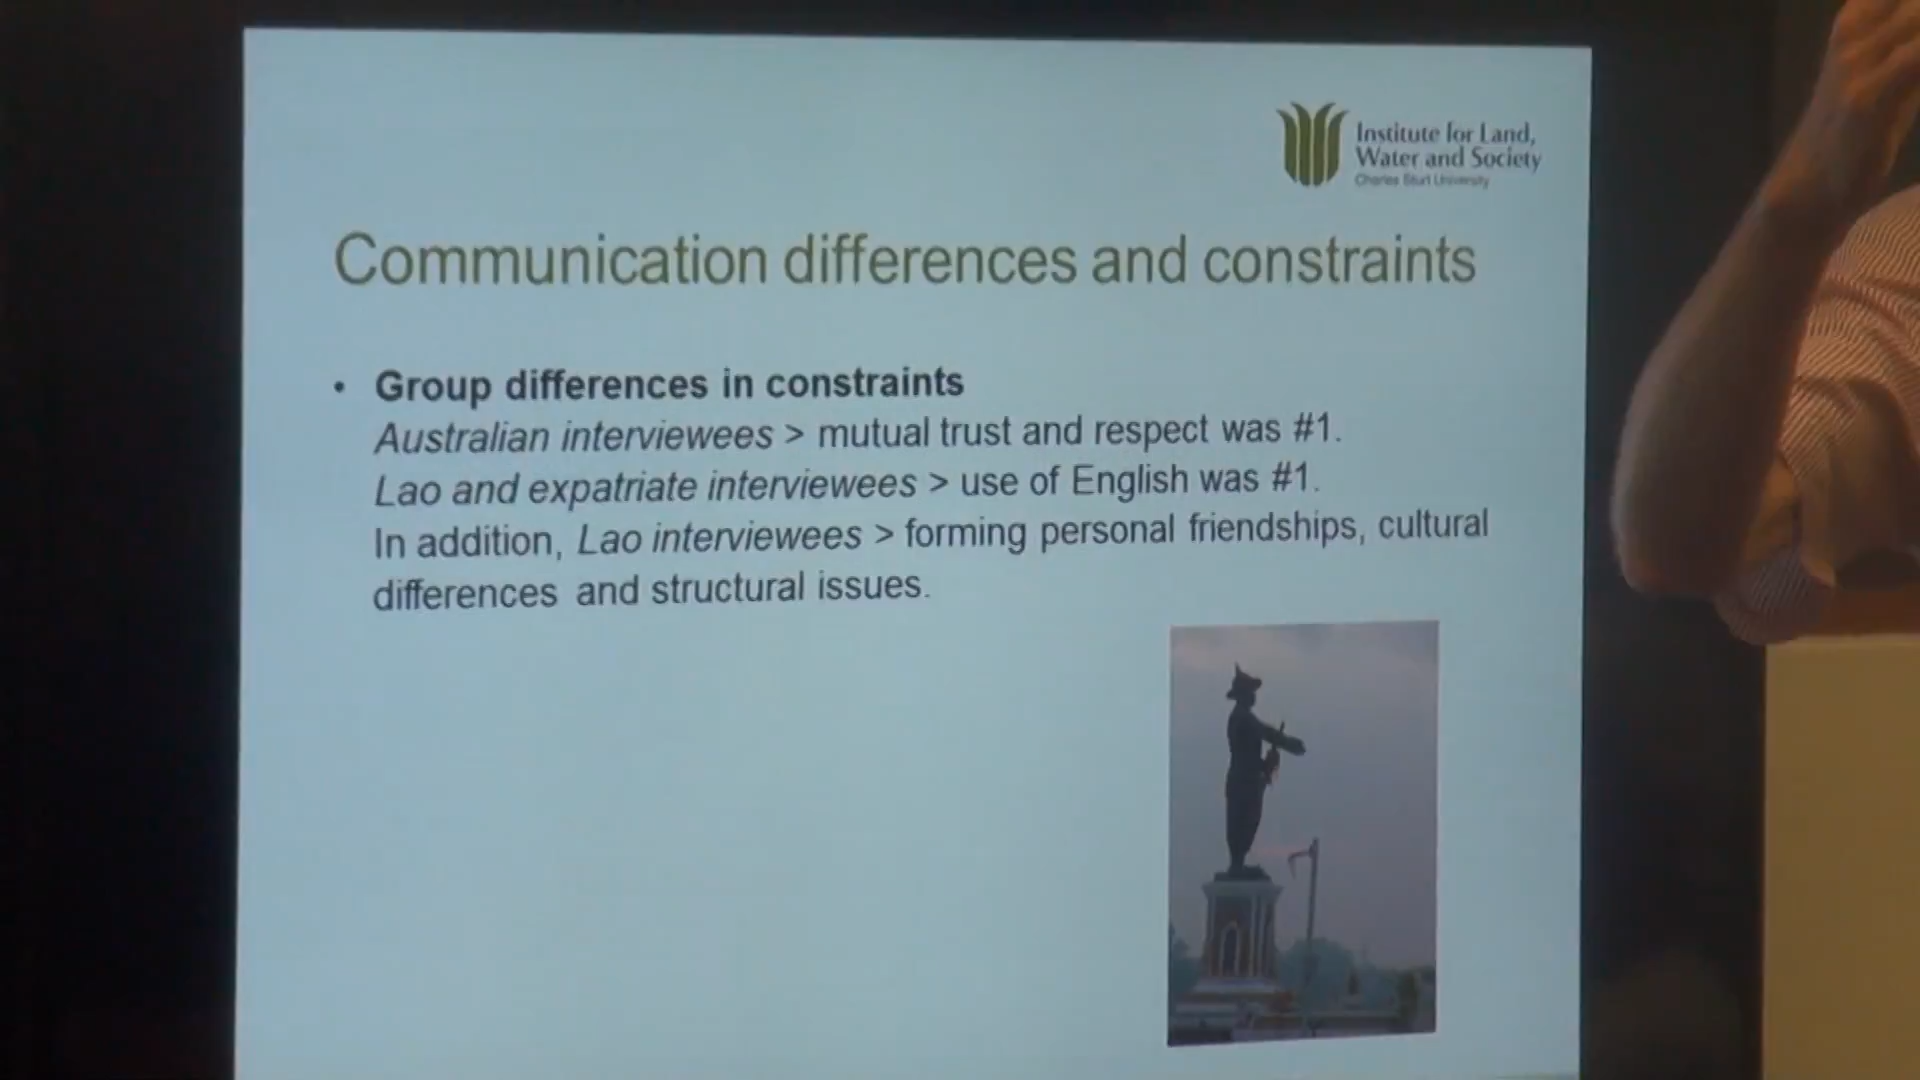 Institute for Land,
Water and Society
Charles Sturt University
Communication differences and constraints
• Group differences in constraints
Australian interviewees > mutual trust and respect was #1.
Lao and expatriate interviewees > use of English was #1.
In addition, Lao interviewees > forming personal friendships, cultural
differences and structural issues.